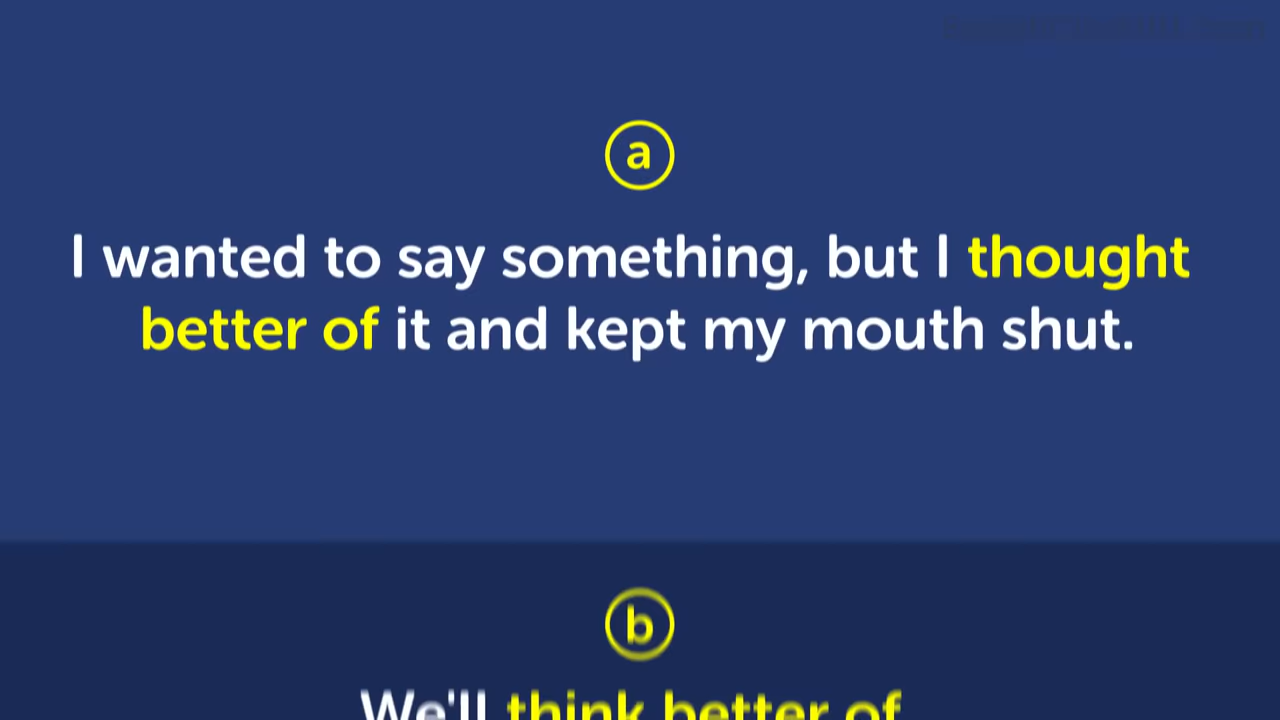 a
I wanted to say something, but I thought
better of it and kept my mouth shut.
b
We'll think better of